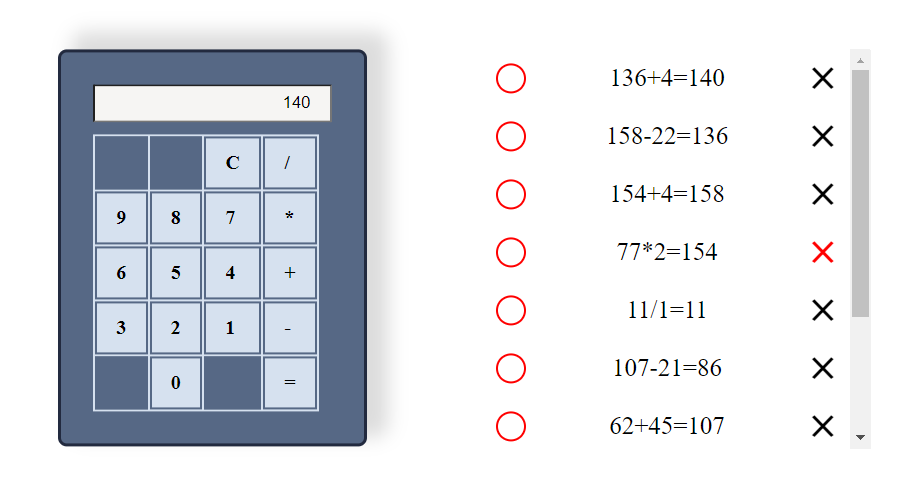 140
C /
9 8 7 *
6 5 4 +
3 2 1 -
0 =
136+4=140
158-22=136
154+4=158
77*2=154
11/1=11
107-21=86
62+45=107